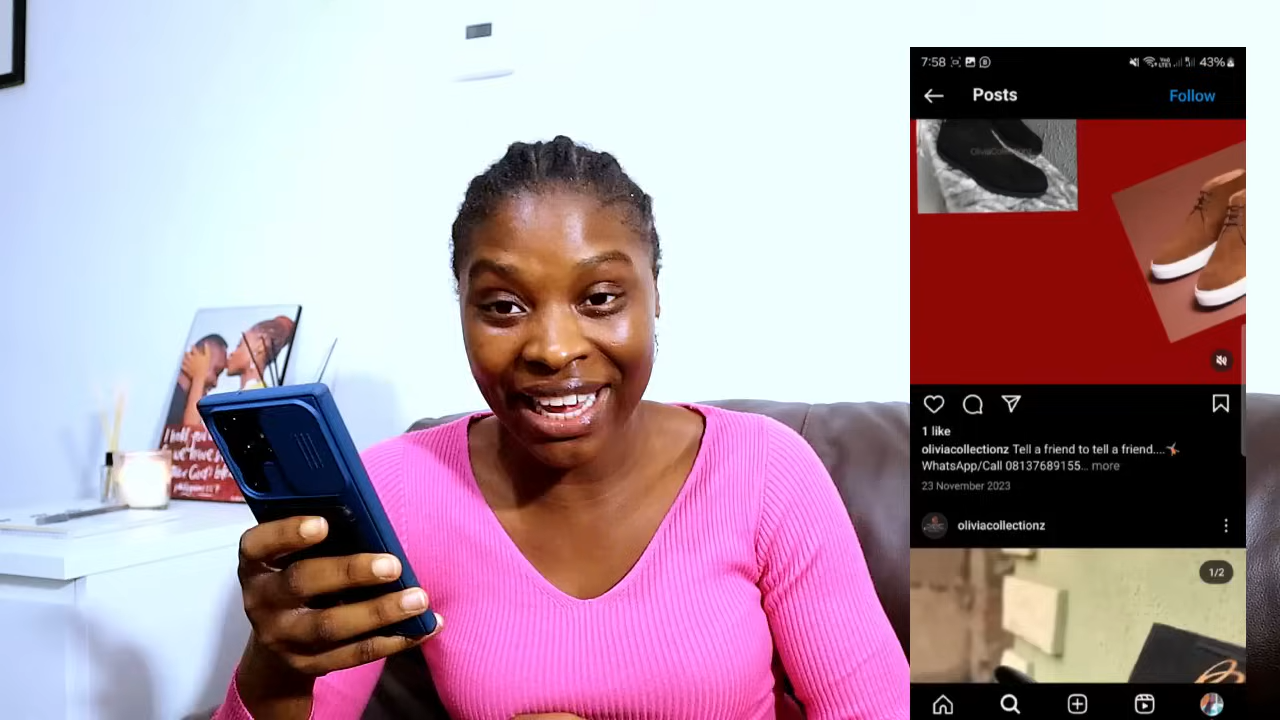 7:58
43%
Posts
Follow
OliviaCollectionz
1 like
oliviacollectionz Tell a friend to tell a friend....
WhatsApp/Call 08137689155... more
23 November 2023
oliviacollectionz
1/2